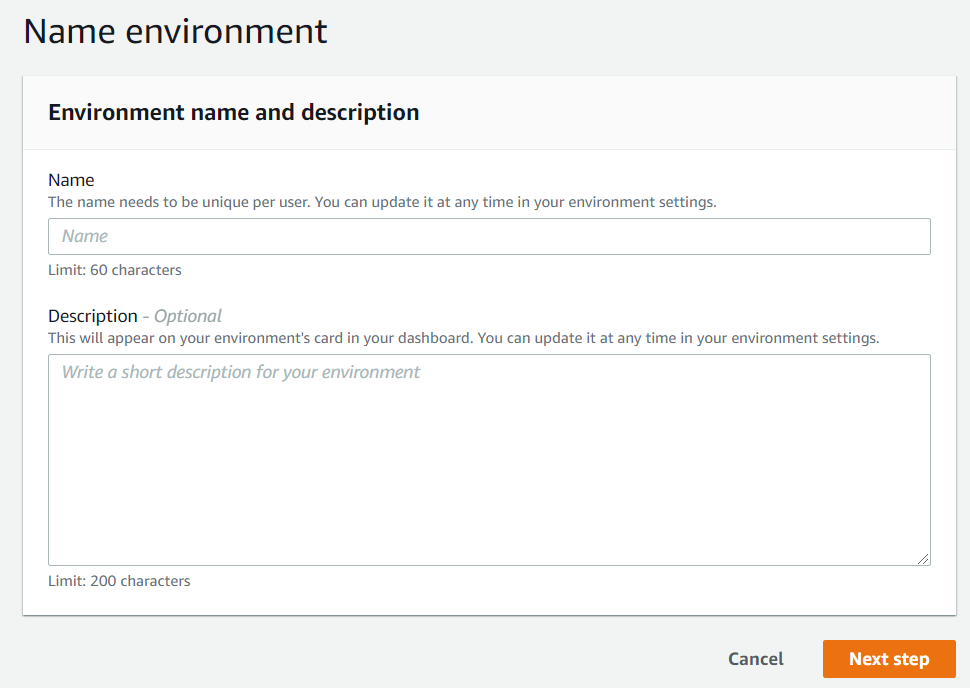 Name environment
Environment name and description
Name
The name needs to be unique per user. You can update it at any time in your environment settings.
Name
Limit: 60 characters
Description - Optional
This will appear on your environment's card in your dashboard. You can update it at any time in your environment settings.
Write a short description for your environment
Limit: 200 characters
Cancel
Next step